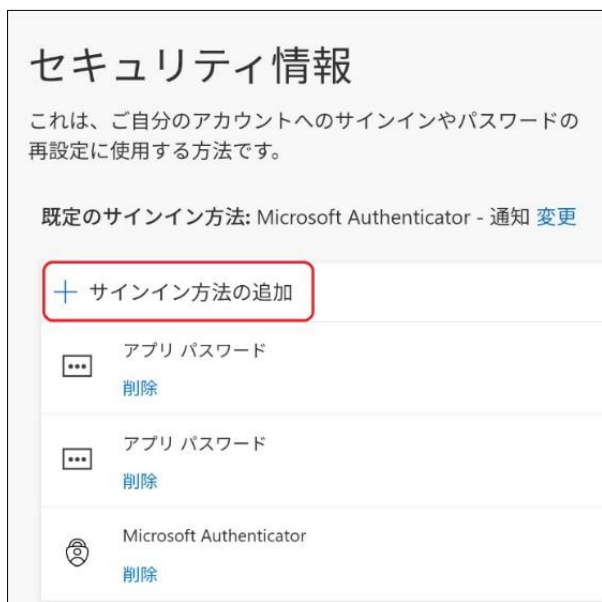 セキュリティ情報
これは、ご自分のアカウントへのサインインやパスワードの
再設定に使用する方法です。
既定のサインイン方法: Microsoft Authenticator - 通知 変更
+ サインイン方法の追加
アプリ パスワード
削除
アプリ パスワード
削除
Microsoft Authenticator
削除